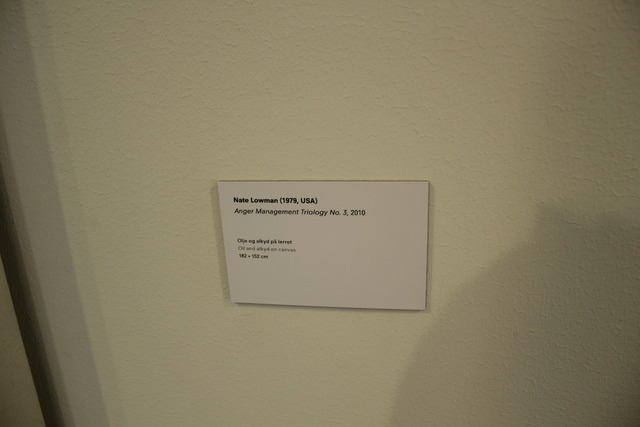 Nate Lowman (1979, USA)
Anger Management Triology No. 3, 2010
Olje og alkyd på lerret
Oil and alkyd on canvas
182 × 152 cm